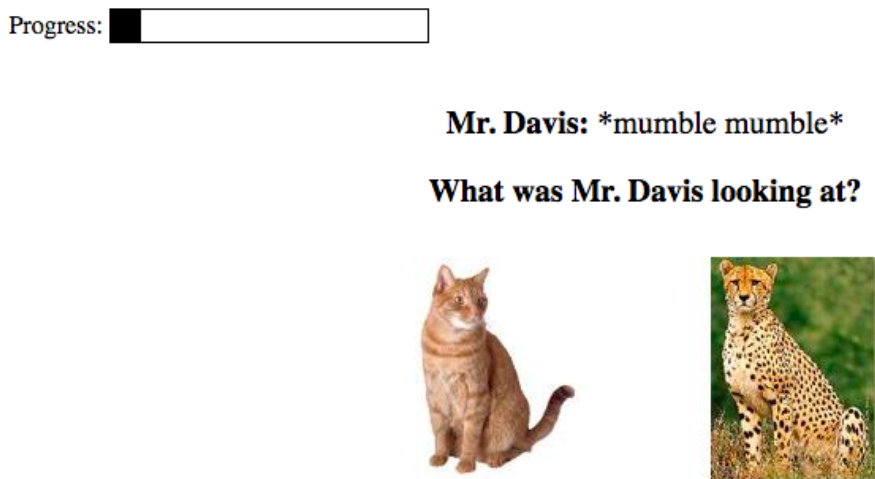 Progress:
Mr. Davis: *mumble mumble*
What was Mr. Davis looking at?